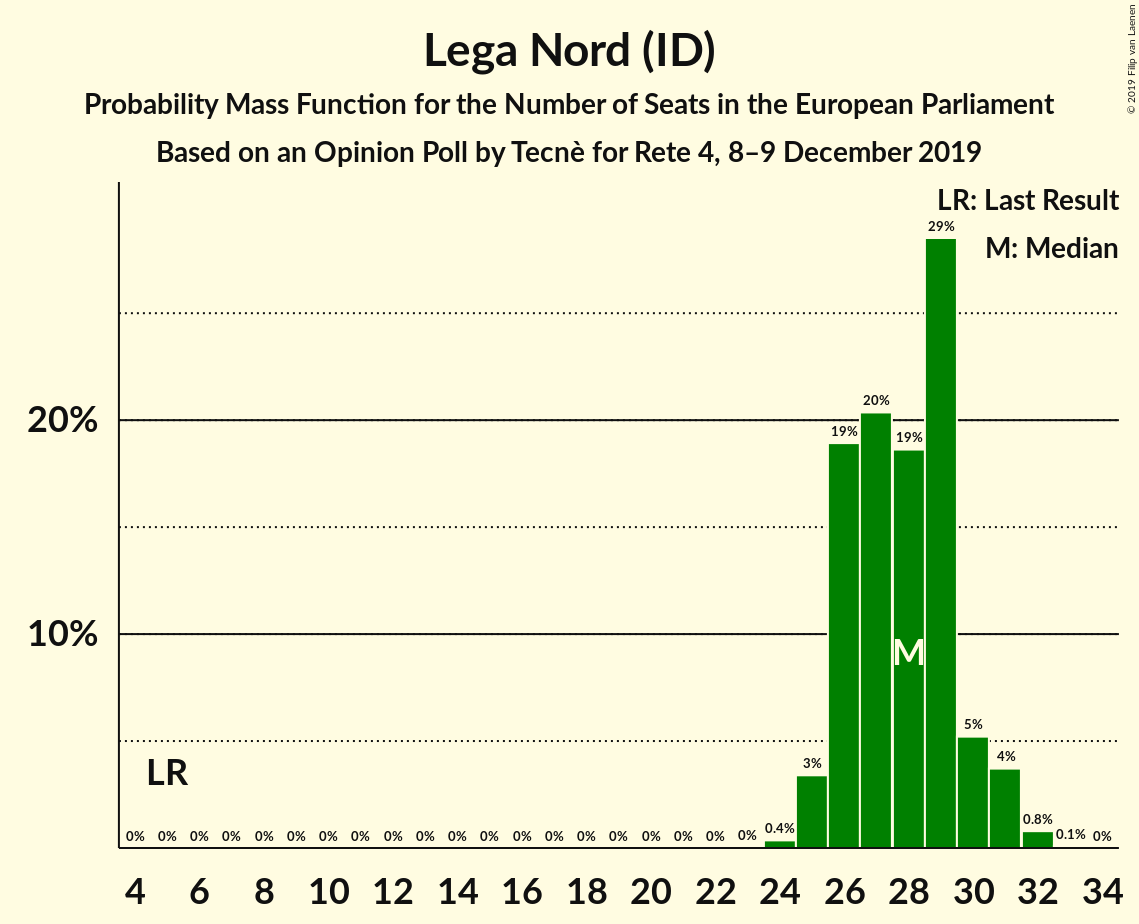 Lega Nord (ID)
Probability Mass Function for the Number of Seats in the European Parliament
Based on an Opinion Poll by Tecnè for Rete 4, 8–9 December 2019
© 2019 Filip van Laenen
LR: Last Result
M: Median
29%
20%
20%
19%
19%
10%
M
5%
4%
3%
LR
0% 0% 0% 0% 0% 0% 0% 0% 0% 0% 0% 0% 0% 0% 0% 0% 0% 0% 0% 0% 0.4% 0.8% 0.1% 0%
4 6 8 10 12 14 16 18 20 22 24 26 28 30 32 34